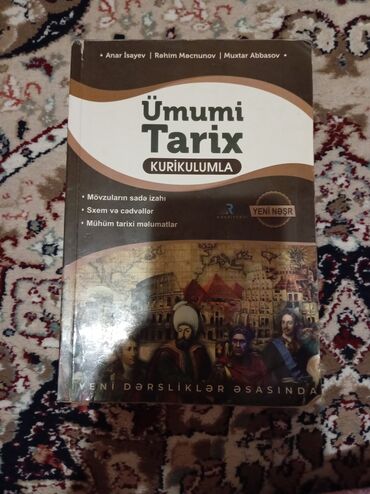 • Anar İsayev | Rəhim Məcnunov | Muxtar Abbasov •
Ümumi
Tarix
KURİKULUMLA
• Mövzuların sadə izahı
• Sxem və cədvəllər
• Mühüm tarixi məlumatlar
YENİ NƏŞR
YENİ DƏRSLİKLƏR ƏSASINDA